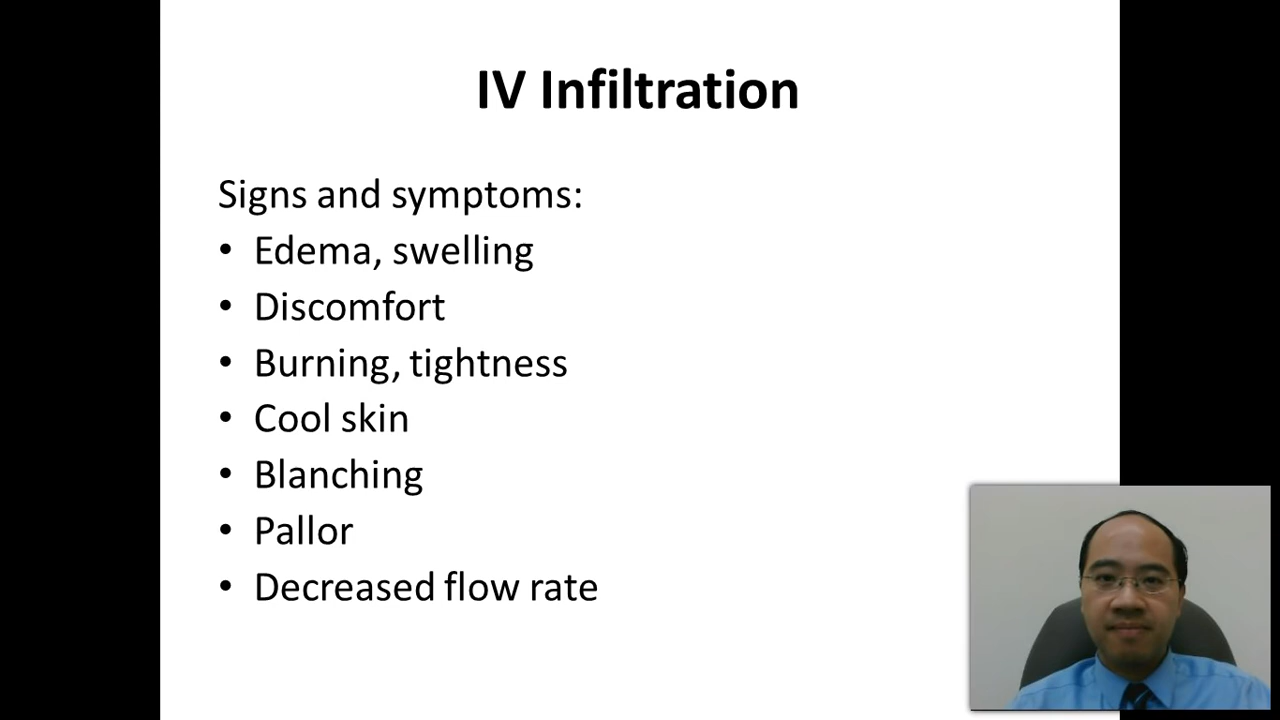 IV Infiltration
Signs and symptoms:
• Edema, swelling
• Discomfort
• Burning, tightness
• Cool skin
• Blanching
• Pallor
• Decreased flow rate